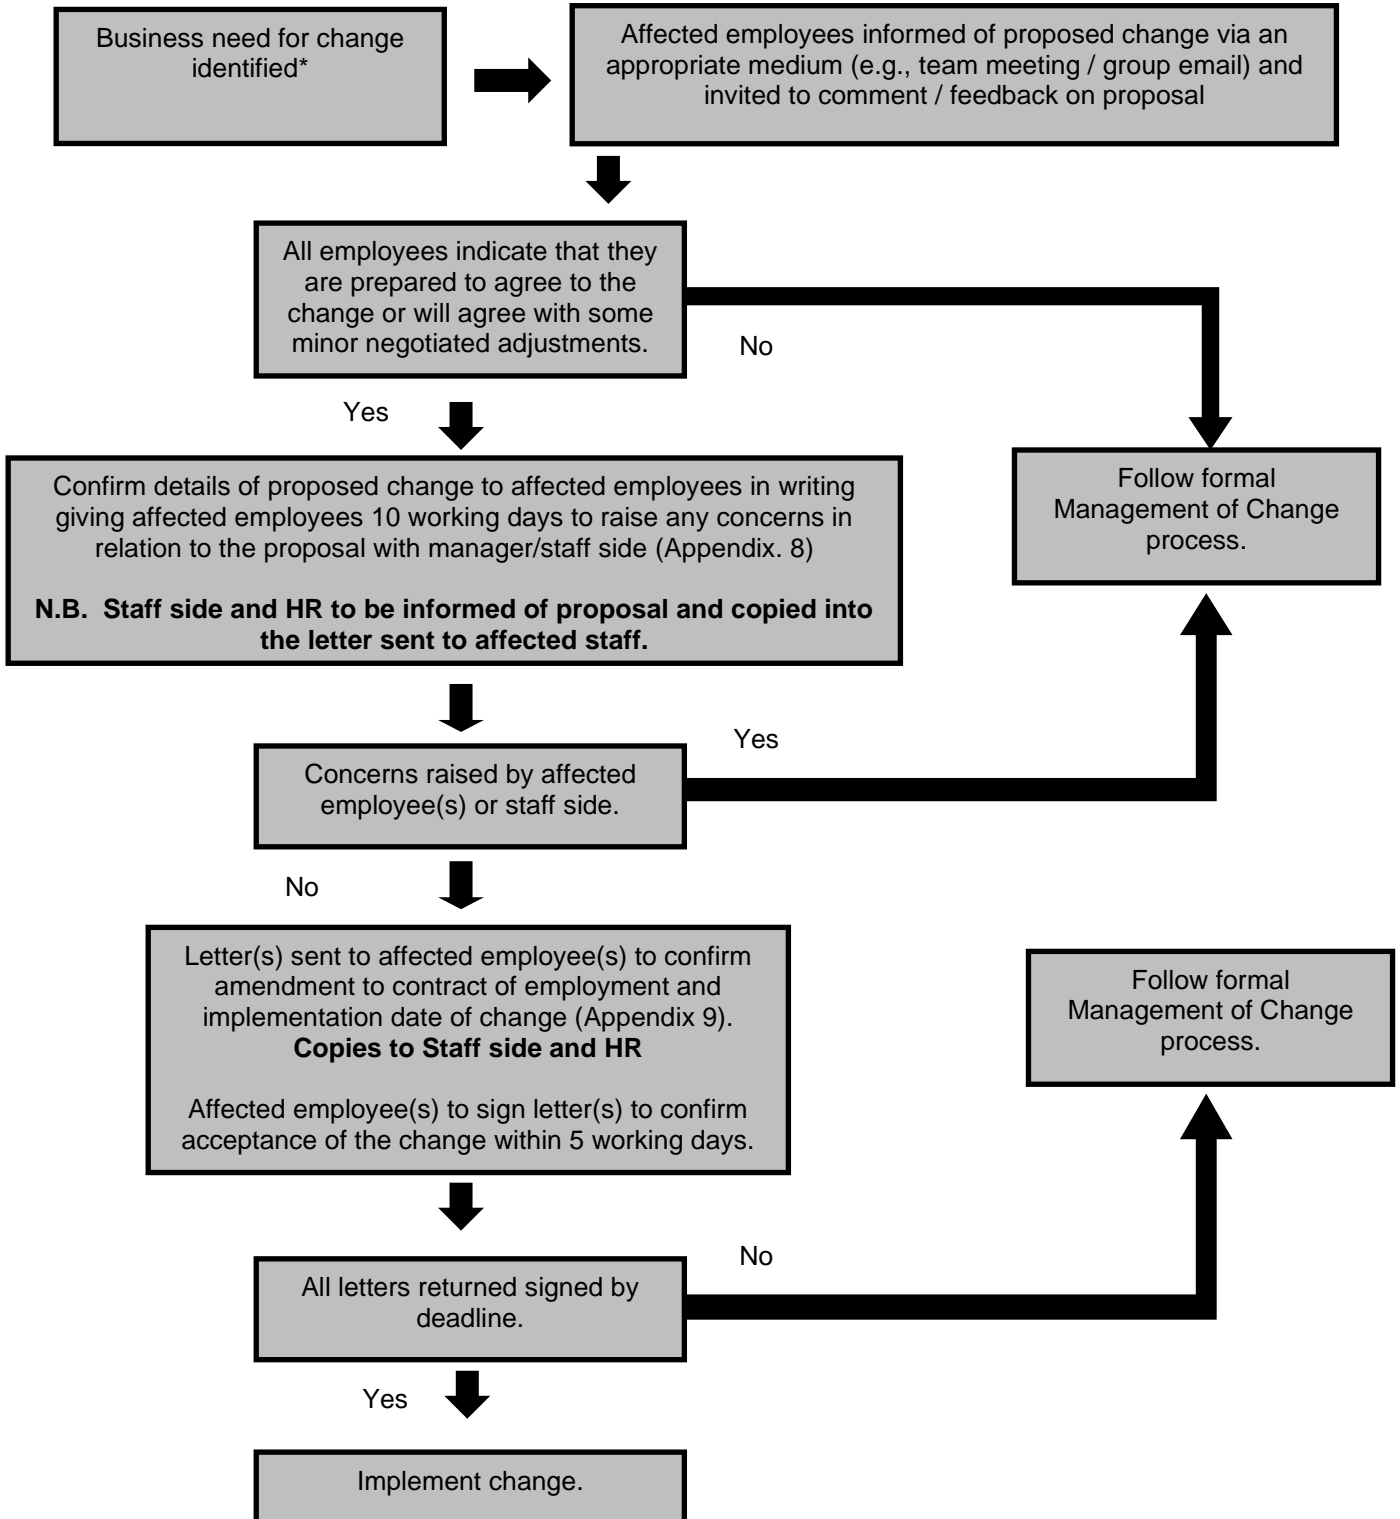 Business need for change
identified*
Affected employees informed of proposed change via an
appropriate medium (e.g., team meeting / group email) and
invited to comment / feedback on proposal
All employees indicate that they
are prepared to agree to the
change or will agree with some
minor negotiated adjustments.
No
Yes
Confirm details of proposed change to affected employees in writing
giving affected employees 10 working days to raise any concerns in
relation to the proposal with manager/staff side (Appendix. 8)
N.B.  Staff side and HR to be informed of proposal and copied into
the letter sent to affected staff.
Follow formal
Management of Change
process.
Concerns raised by affected
employee(s) or staff side.
Yes
No
Letter(s) sent to affected employee(s) to confirm
amendment to contract of employment and
implementation date of change (Appendix 9).
Copies to Staff side and HR
Affected employee(s) to sign letter(s) to confirm
acceptance of the change within 5 working days.
Follow formal
Management of Change
process.
All letters returned signed by
deadline.
No
Yes
Implement change.